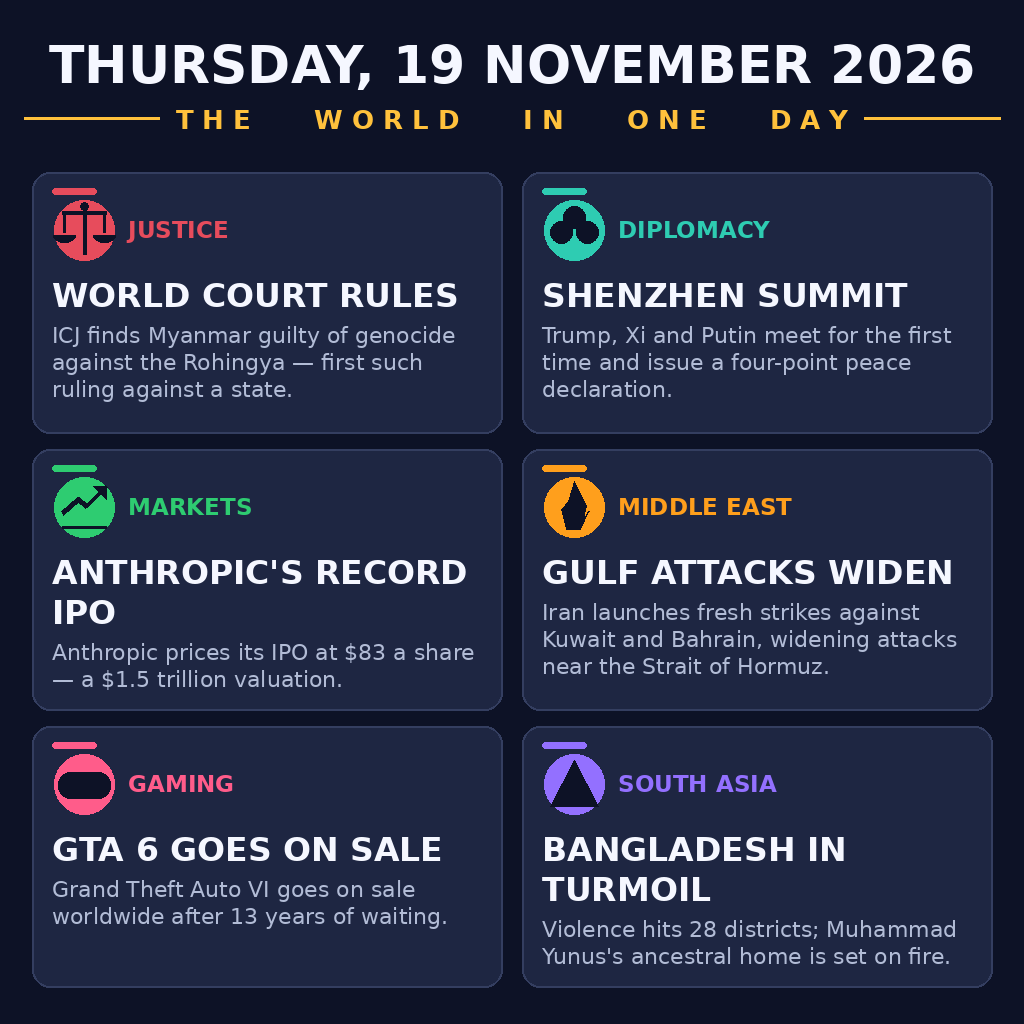 THURSDAY, 19 NOVEMBER 2026
THE WORLD IN ONE DAY
JUSTICE
WORLD COURT RULES
ICJ finds Myanmar guilty of genocide
against the Rohingya — first such
ruling against a state.
DIPLOMACY
SHENZHEN SUMMIT
Trump, Xi and Putin meet for the first
time and issue a four-point peace
declaration.
MARKETS
ANTHROPIC'S RECORD
IPO
Anthropic prices its IPO at $83 a share
— a $1.5 trillion valuation.
MIDDLE EAST
GULF ATTACKS WIDEN
Iran launches fresh strikes against
Kuwait and Bahrain, widening attacks
near the Strait of Hormuz.
GAMING
GTA 6 GOES ON SALE
Grand Theft Auto VI goes on sale
worldwide after 13 years of waiting.
SOUTH ASIA
BANGLADESH IN
TURMOIL
Violence hits 28 districts; Muhammad
Yunus's ancestral home is set on fire.